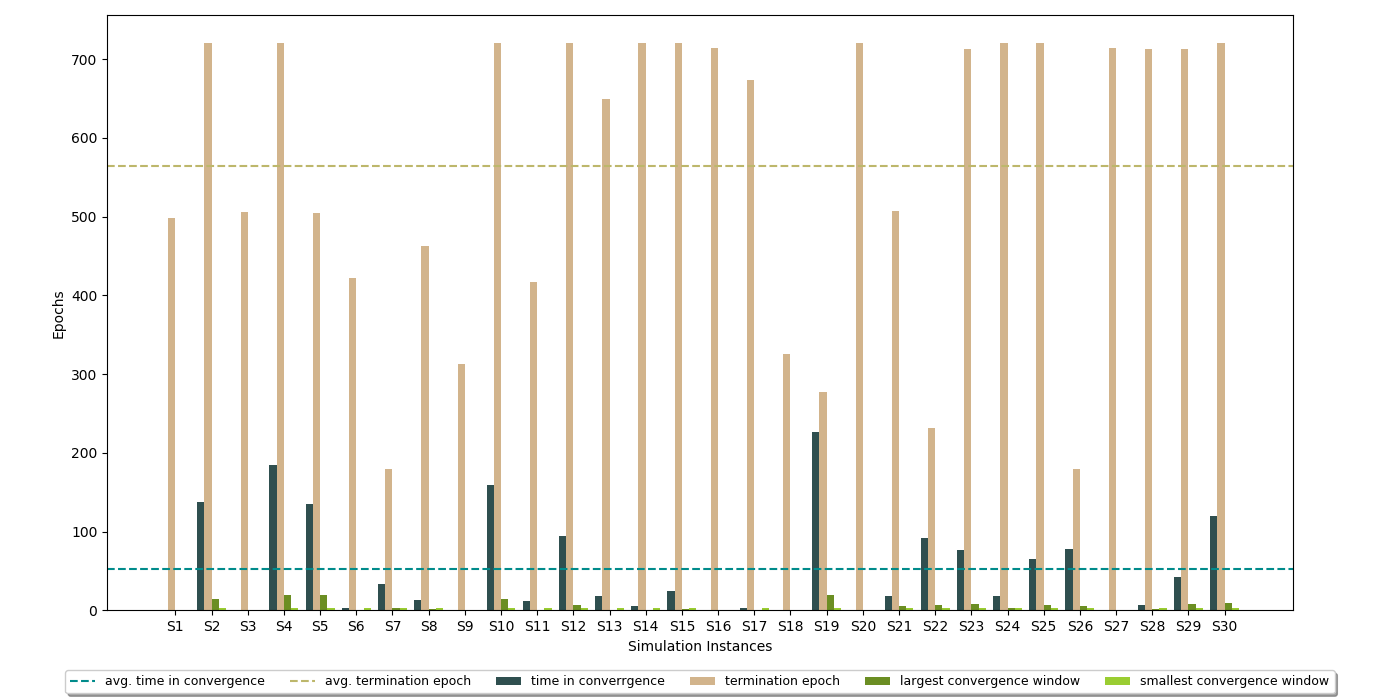 700
600
500
400
300
200
100
0
Epochs
S1 S2 S3 S4 S5 S6 S7 S8 S9 S10 S11 S12 S13 S14 S15 S16 S17 S18 S19 S20 S21 S22 S23 S24 S25 S26 S27 S28 S29 S30
Simulation Instances
avg. time in convergence avg. termination epoch time in converrgence termination epoch largest convergence window smallest convergence window